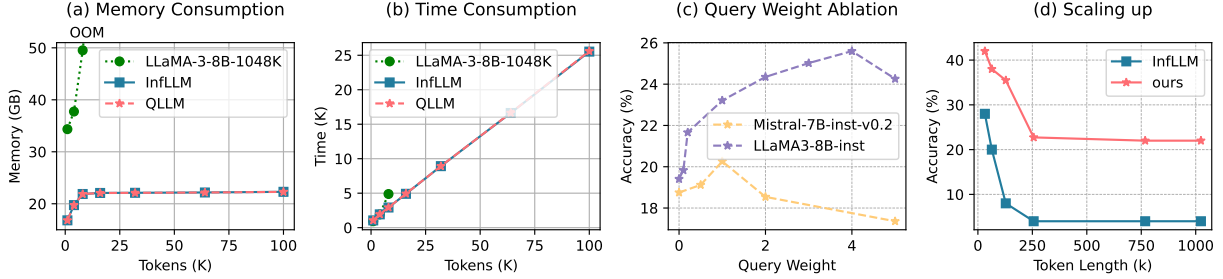 (a) Memory Consumption
OOM
50
40
30
20
Memory (GB)
LLaMA-3-8B-1048K
InfLLM
QLLM
0
25
50
75
100
Tokens (K)
(b) Time Consumption
25
20
15
10
5
0
Time (K)
LLaMA-3-8B-1048K
InfLLM
QLLM
0
25
50
75
100
Tokens (K)
(c) Query Weight Ablation
26
24
22
20
18
Accuracy (%)
Mistral-7B-inst-v0.2
LLaMA3-8B-inst
0
2
4
Query Weight
(d) Scaling up
40
30
20
10
Accuracy (%)
InfLLM
ours
0
250
500
750
1000
Token Length (k)